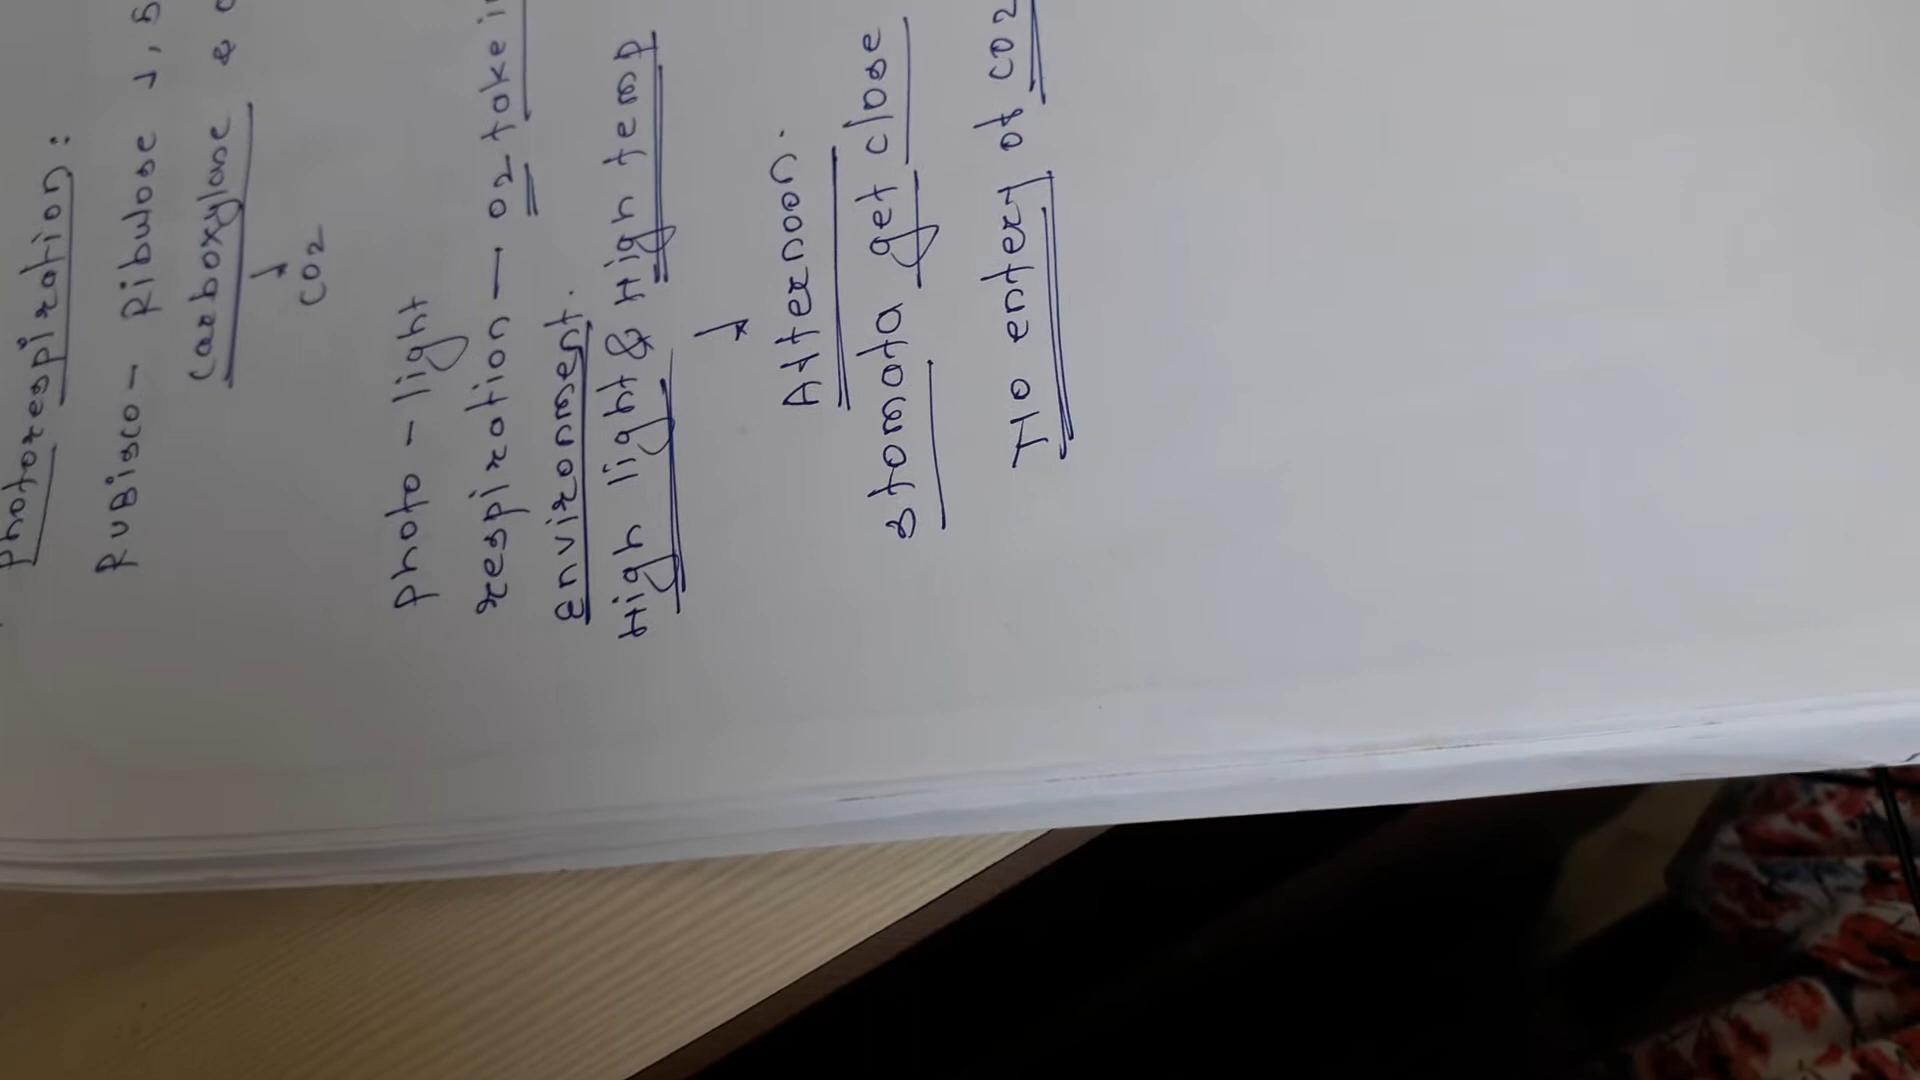 Photorespiration:
RuBisco - Ribulose 1, 5
carboxylase &
↓
CO2
Photo - light
respiration — O2 take in
Environment.
High light & High temp
↓
Afternoon.
stomata get close
No entery of CO2